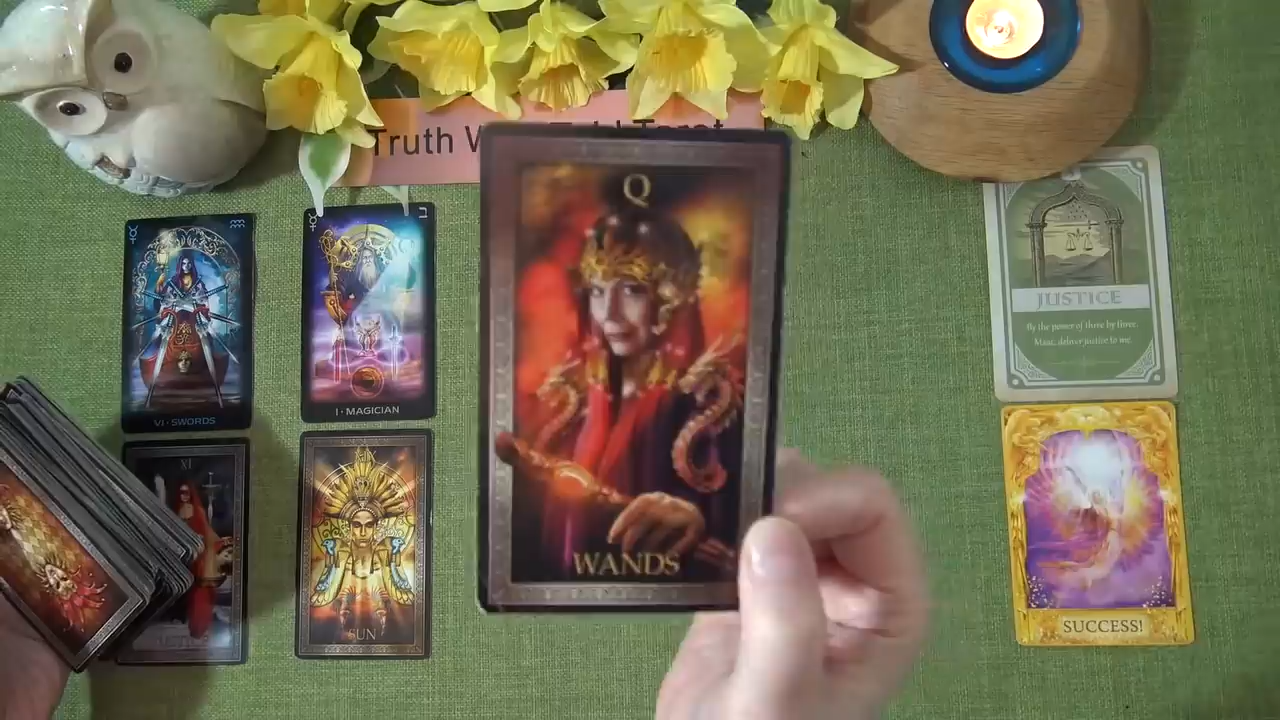 Truth W
Q
WANDS
VI · SWORDS
I · MAGICIAN
XI
SUN
JUSTICE
By the power of three by three,
Maat, deliver justice to me.
SUCCESS!